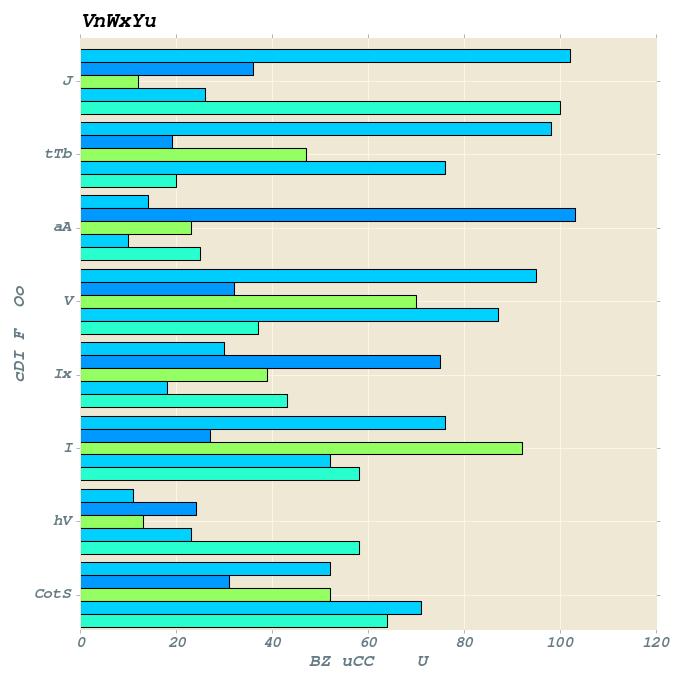 VnWxYu
J
tTb
aA
V
Ix
I
hV
CotS
cDI F  Oo
0 20 40 60 80 100 120
BZ uCC    U